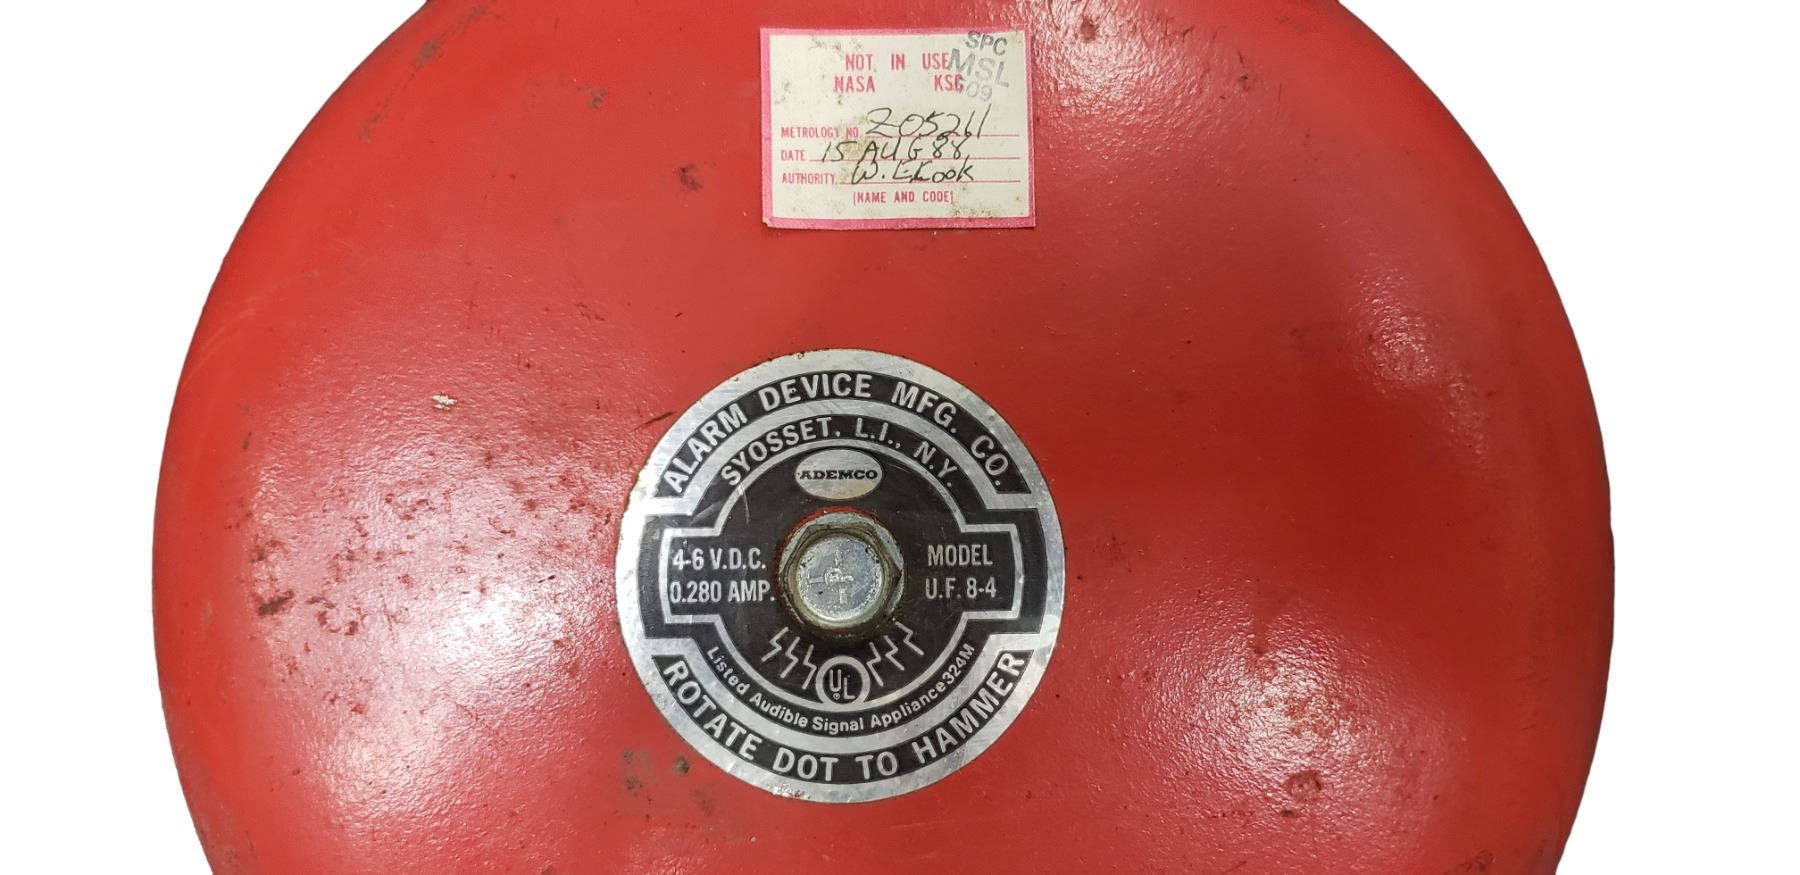 NOT IN USE
NASA KSC
SPC
MSL
609
METROLOGY NO. Z05211
DATE 15 AUG 88
AUTHORITY W. E. Cook
(NAME AND CODE)
ALARM DEVICE MFG. CO.
SYOSSET, L.I., N.Y.
ADEMCO
4-6 V.D.C.
0.280 AMP.
MODEL
U.F. 8-4
UL
Listed Audible Signal Appliance 324M
ROTATE DOT TO HAMMER